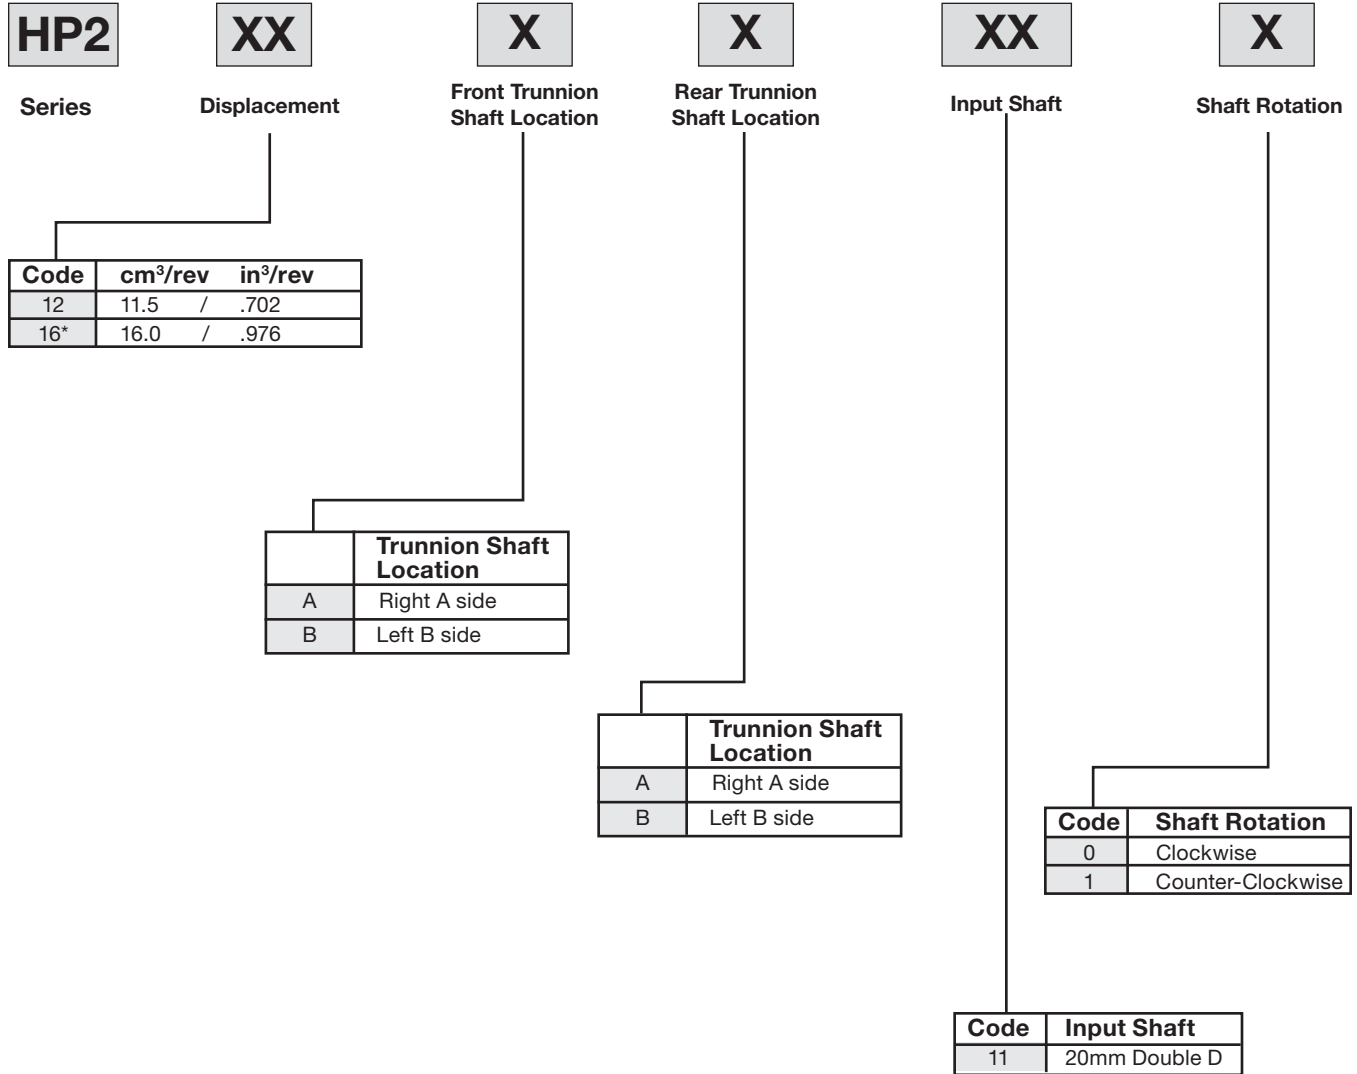 HP2 XX X X XX X
Series Displacement Front Trunnion Shaft Location Rear Trunnion Shaft Location Input Shaft Shaft Rotation
Code cm³/rev in³/rev
12 11.5 / .702
16* 16.0 / .976
Trunnion Shaft
Location
A Right A side
B Left B side
Trunnion Shaft
Location
A Right A side
B Left B side
Code Shaft Rotation
0 Clockwise
1 Counter-Clockwise
Code Input Shaft
11 20mm Double D